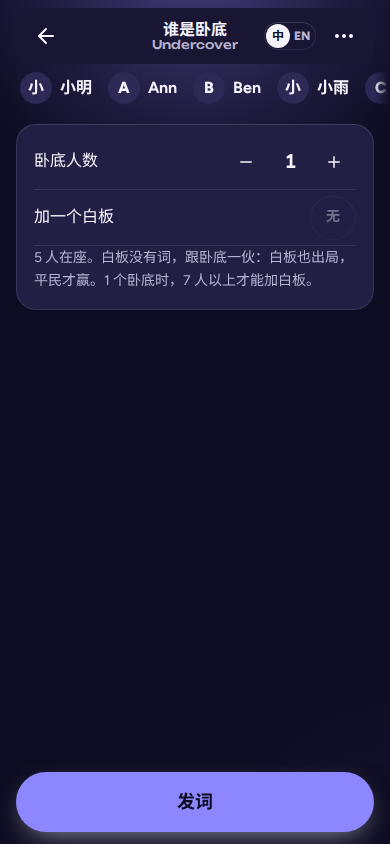 谁是卧底
Undercover
中 EN
小 小明 A Ann B Ben 小 小雨 C
卧底人数 − 1 +
加一个白板 无
5 人在座。白板没有词，跟卧底一伙：白板也出局，
平民才赢。1 个卧底时，7 人以上才能加白板。
发词